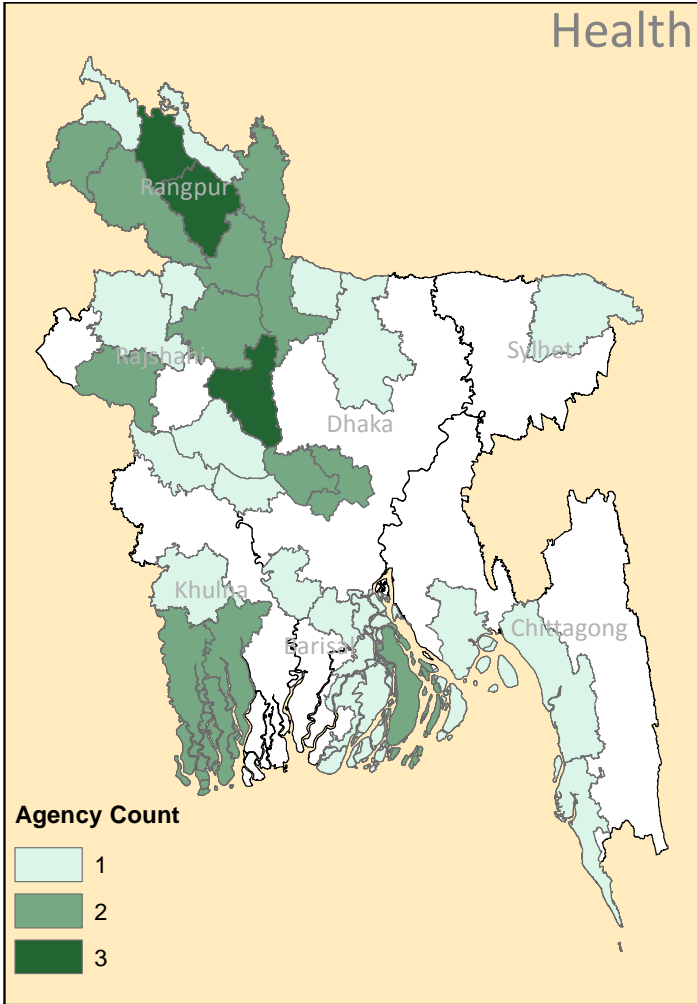 Health
Rangpur
Rajshahi
Sylhet
Dhaka
Khulna
Barisal
Chittagong
Agency Count
1
2
3